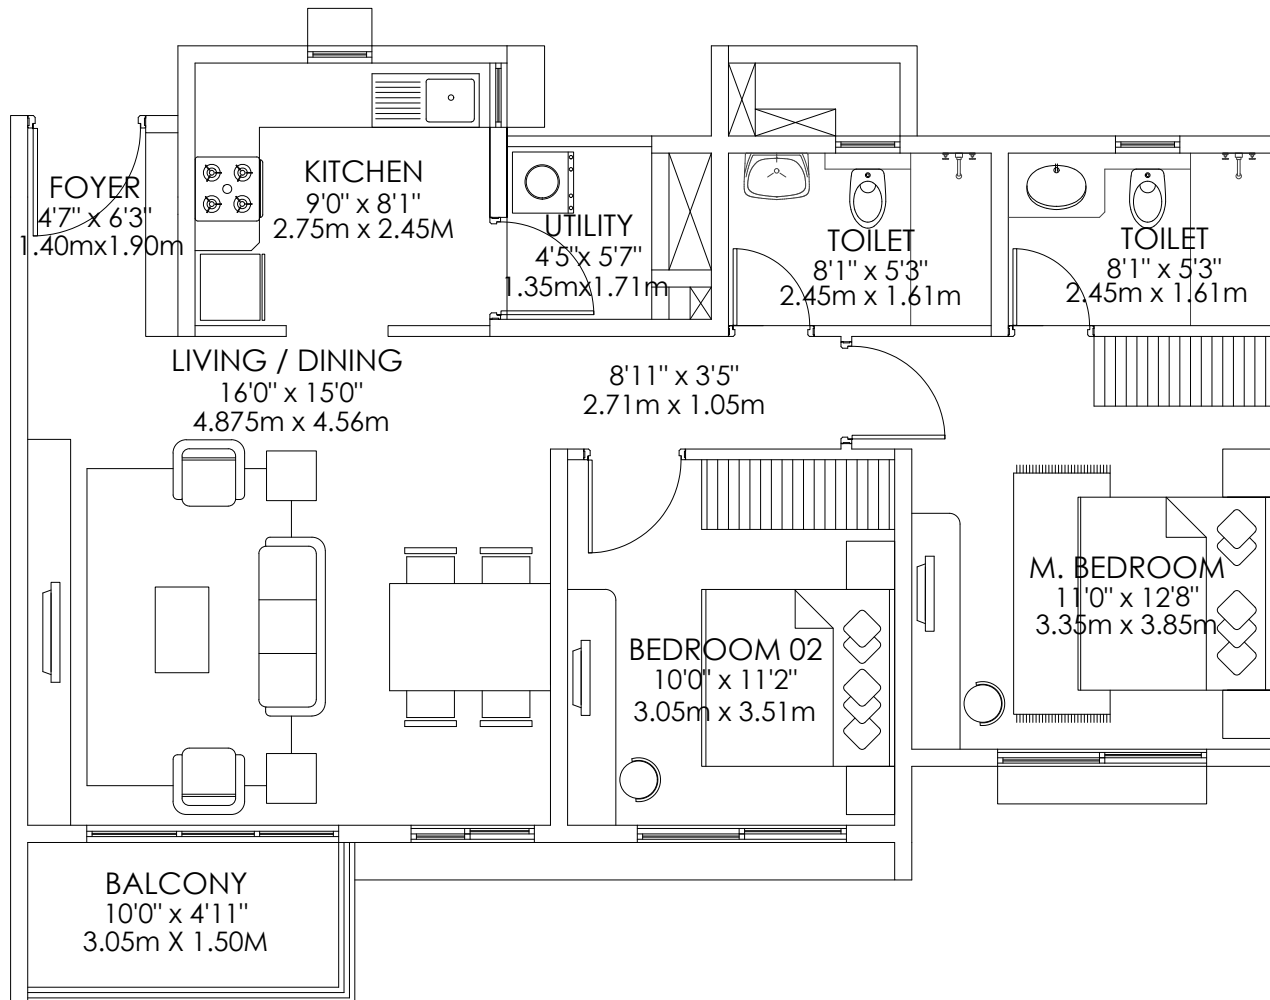 FOYER
4'7" x 6'3"
1.40mx1.90m
KITCHEN
9'0" x 8'1"
2.75m x 2.45M
UTILITY
4'5"x 5'7"
1.35mx1.71m
TOILET
8'1" x 5'3"
2.45m x 1.61m
TOILET
8'1" x 5'3"
2.45m x 1.61m
LIVING / DINING
16'0" x 15'0"
4.875m x 4.56m
8'11" x 3'5"
2.71m x 1.05m
M. BEDROOM
11'0" x 12'8"
3.35m x 3.85m
BEDROOM 02
10'0" x 11'2"
3.05m x 3.51m
BALCONY
10'0" x 4'11"
3.05m X 1.50M